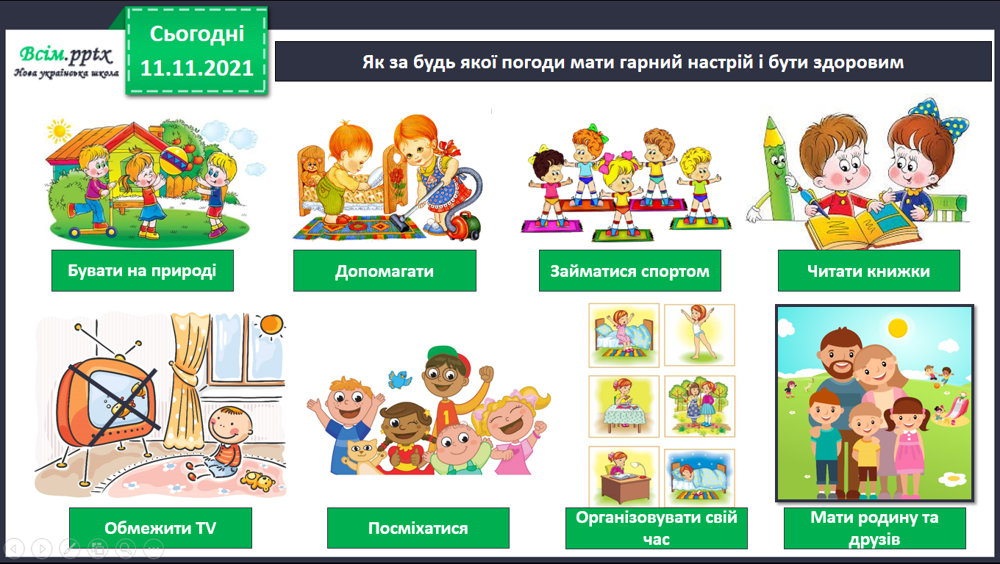 Сьогодні
11.11.2021
Всім.pptx
Нова українська школа
Як за будь якої погоди мати гарний настрій і бути здоровим
Бувати на природі
Допомагати
Займатися спортом
Читати книжки
Обмежити TV
Посміхатися
Організовувати свій
час
Мати родину та
друзів
1